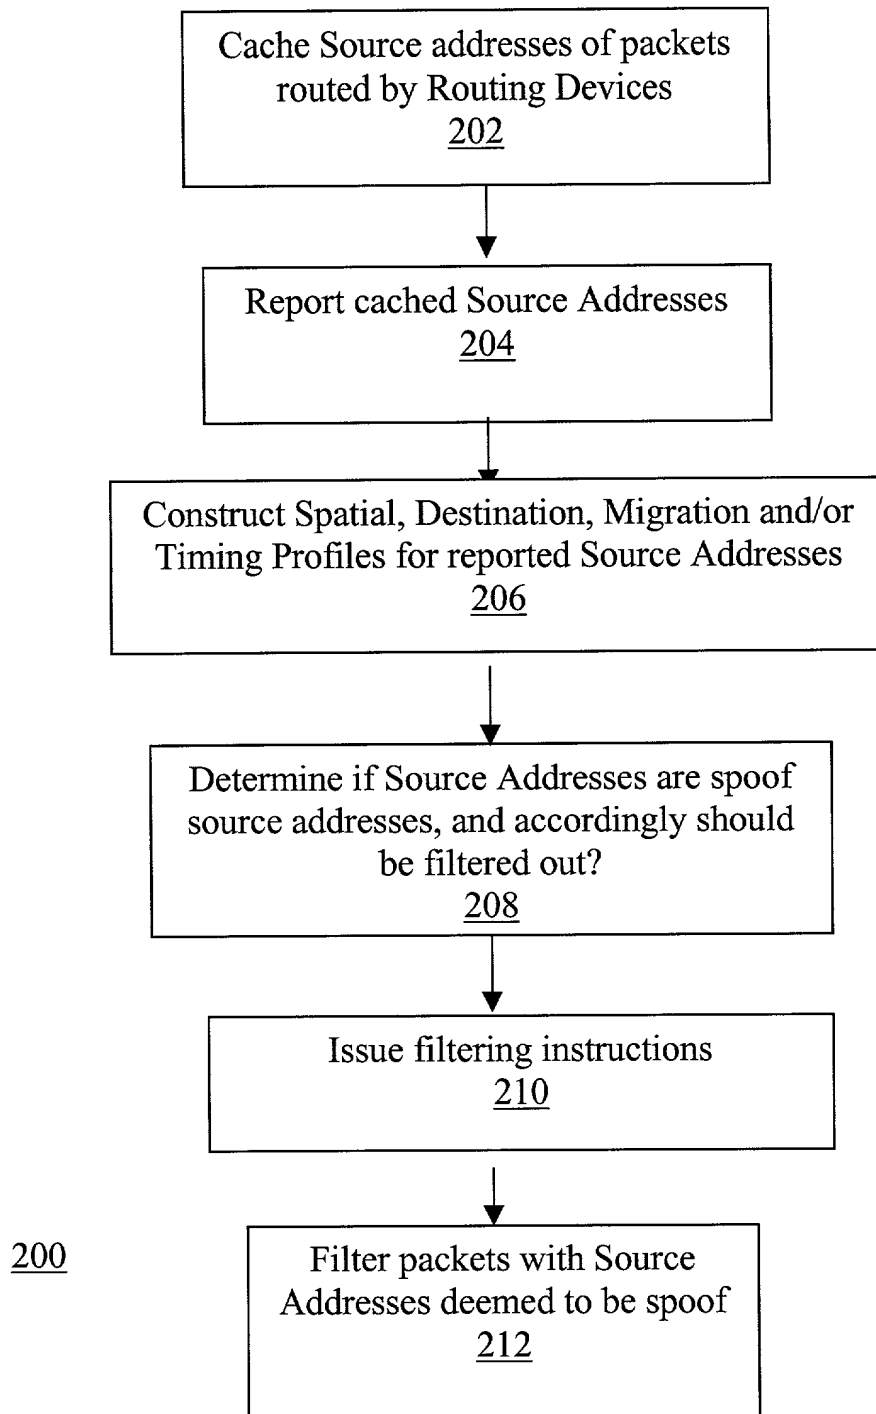 Cache Source addresses of packets
routed by Routing Devices
202
Report cached Source Addresses
204
Construct Spatial, Destination, Migration and/or
Timing Profiles for reported Source Addresses
206
Determine if Source Addresses are spoof
source addresses, and accordingly should
be filtered out?
208
Issue filtering instructions
210
200
Filter packets with Source
Addresses deemed to be spoof
212